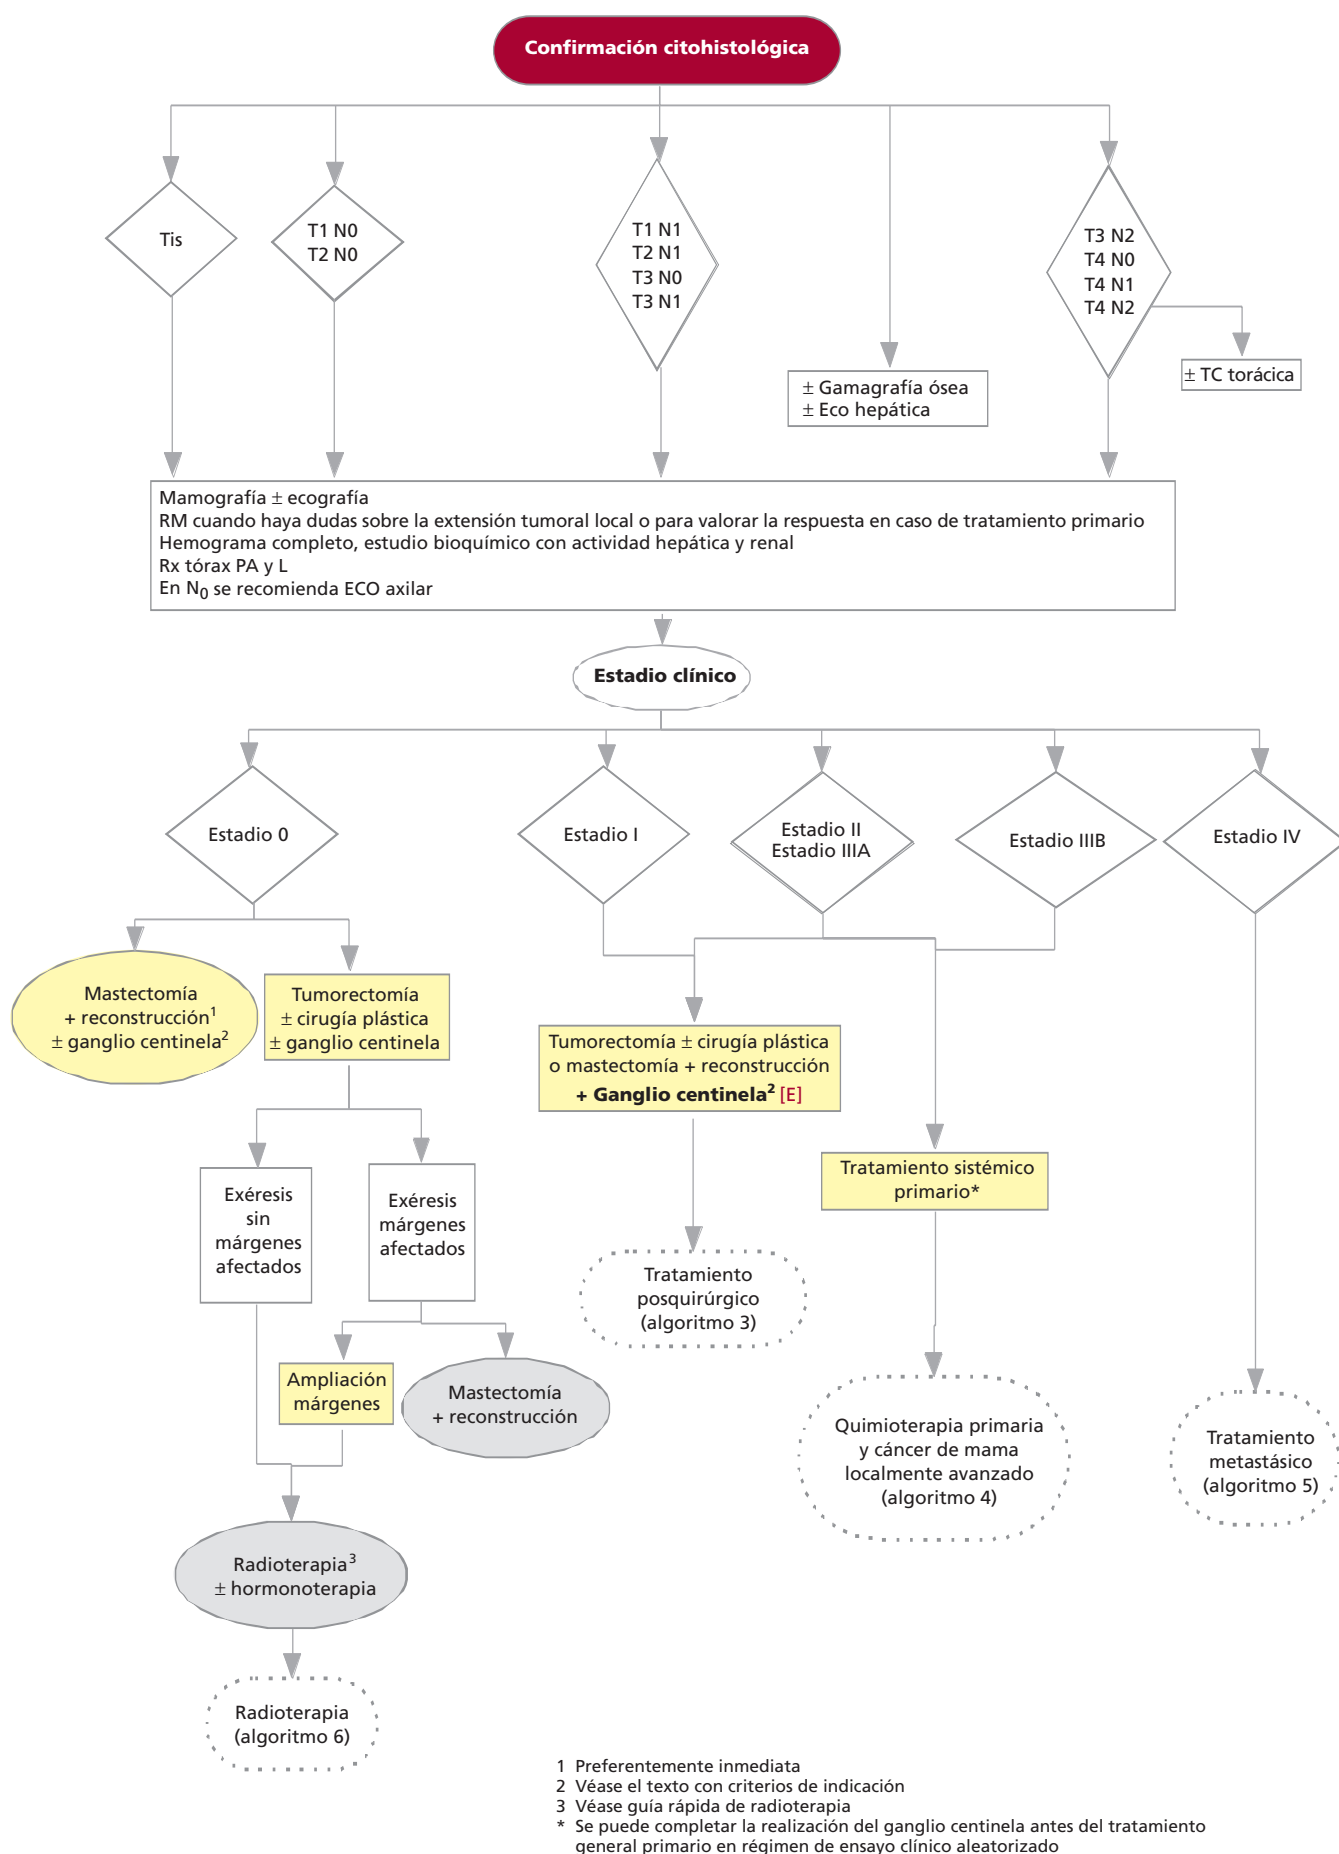 Confirmación citohistológica
Tis
T1 N0
T2 N0
T1 N1
T2 N1
T3 N0
T3 N1
T3 N2
T4 N0
T4 N1
T4 N2
± Gamagrafía ósea
± Eco hepática
± TC torácica
Mamografía ± ecografía
RM cuando haya dudas sobre la extensión tumoral local o para valorar la respuesta en caso de tratamiento primario
Hemograma completo, estudio bioquímico con actividad hepática y renal
Rx tórax PA y L
En N0 se recomienda ECO axilar
Estadio clínico
Estadio 0
Estadio I
Estadio II
Estadio IIIA
Estadio IIIB
Estadio IV
Mastectomía
+ reconstrucción1
± ganglio centinela2
Tumorectomía
± cirugía plástica
± ganglio centinela
Tumorectomía ± cirugía plástica
o mastectomía + reconstrucción
+ Ganglio centinela2 [E]
Tratamiento sistémico
primario*
Exéresis
sin
márgenes
afectados
Exéresis
márgenes
afectados
Tratamiento
posquirúrgico
(algoritmo 3)
Ampliación
márgenes
Mastectomía
+ reconstrucción
Quimioterapia primaria
y cáncer de mama
localmente avanzado
(algoritmo 4)
Tratamiento
metastásico
(algoritmo 5)
Radioterapia3
± hormonoterapia
Radioterapia
(algoritmo 6)
1 Preferentemente inmediata
2 Véase el texto con criterios de indicación
3 Véase guía rápida de radioterapia
* Se puede completar la realización del ganglio centinela antes del tratamiento
general primario en régimen de ensayo clínico aleatorizado